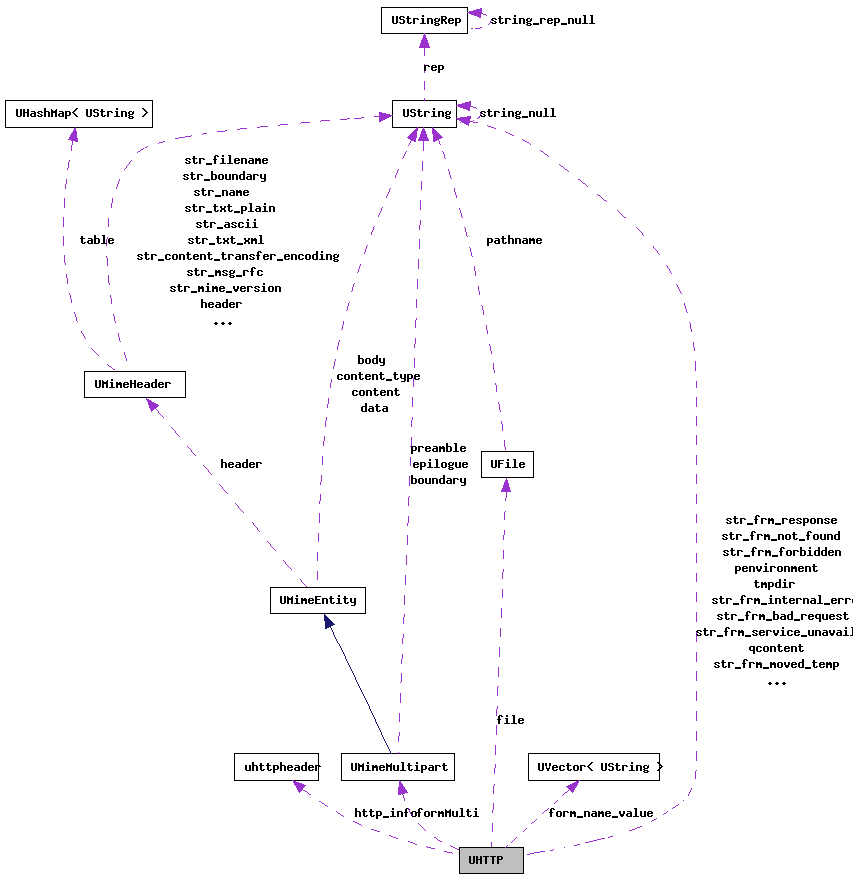 UStringRep
string_rep_null
rep
UHashMap< UString >
UString
string_null
str_filename
str_boundary
str_name
str_txt_plain
str_ascii
str_txt_xml
str_content_transfer_encoding
str_msg_rfc
str_mime_version
header
...
table
pathname
UMimeHeader
body
content_type
content
data
preamble
epilogue
boundary
UFile
header
str_frm_response
str_frm_not_found
str_frm_forbidden
penvironment
tmpdir
str_frm_internal_erro
str_frm_bad_request
str_frm_service_unavail
qcontent
str_frm_moved_temp
...
UMimeEntity
file
uhttpheader
UMimeMultipart
UVector< UString >
http_info
formMulti
form_name_value
UHTTP